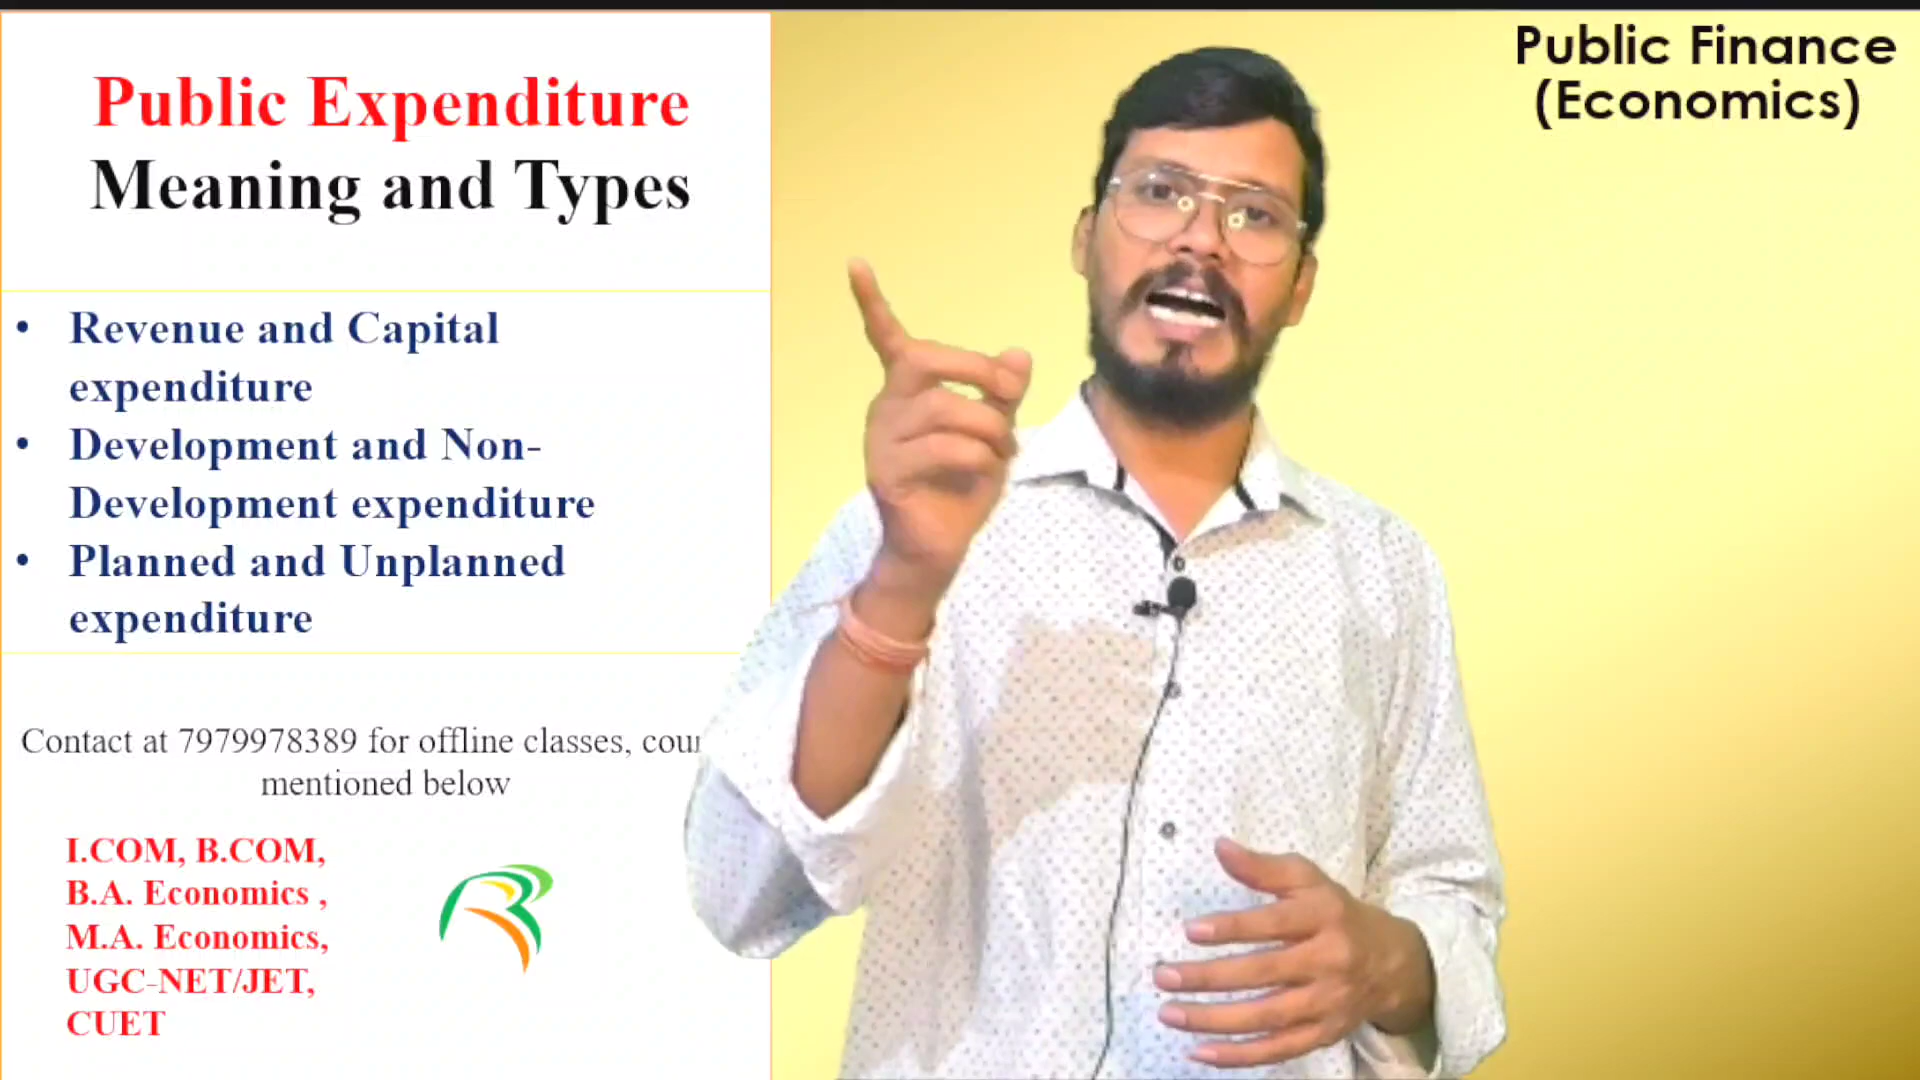 Public Expenditure
Meaning and Types
• Revenue and Capital
expenditure
• Development and Non-
Development expenditure
• Planned and Unplanned
expenditure
Contact at 7979978389 for offline classes,
mentioned below
I.COM, B.COM,
B.A. Economics ,
M.A. Economics,
UGC-NET/JET,
CUET
Public Finance
(Economics)